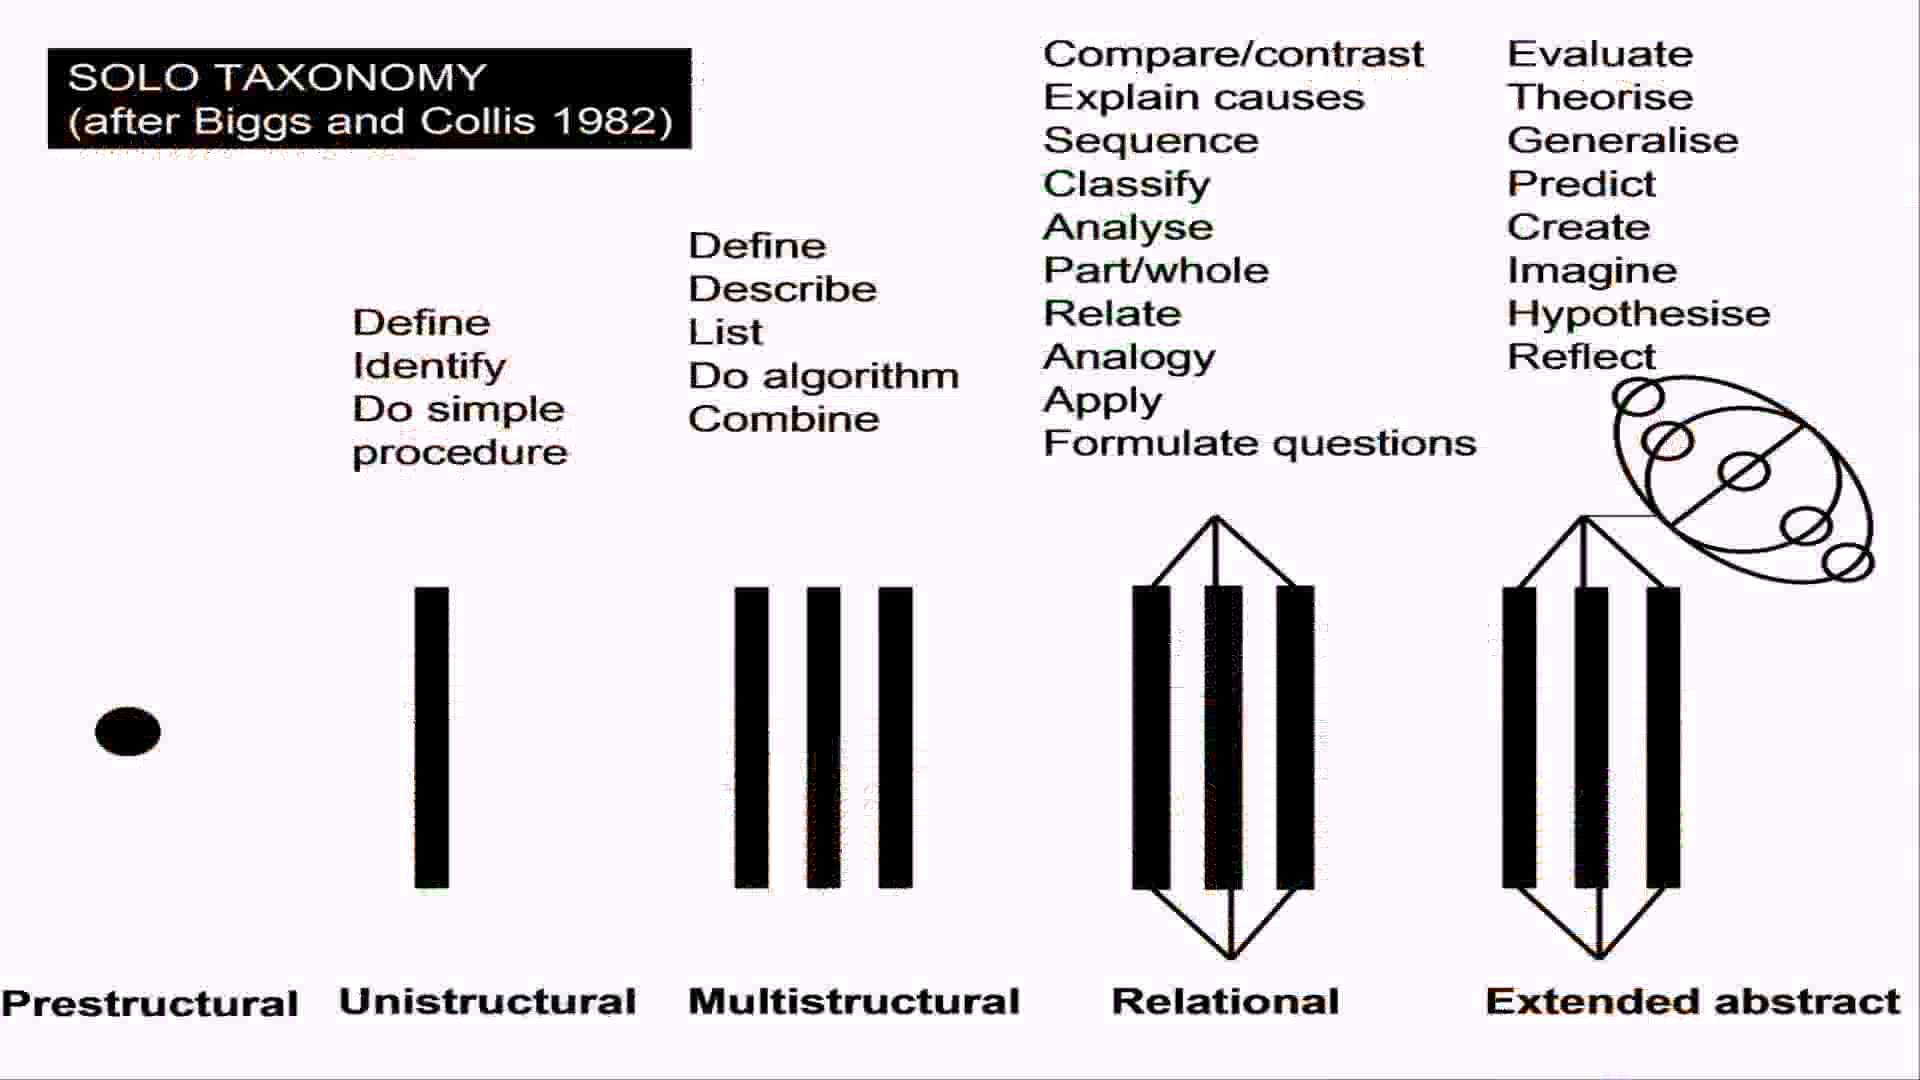 SOLO TAXONOMY
(after Biggs and Collis 1982)
Define
Identify
Do simple
procedure
Define
Describe
List
Do algorithm
Combine
Compare/contrast
Explain causes
Sequence
Classify
Analyse
Part/whole
Relate
Analogy
Apply
Formulate questions
Evaluate
Theorise
Generalise
Predict
Create
Imagine
Hypothesise
Reflect
Prestructural
Unistructural
Multistructural
Relational
Extended abstract